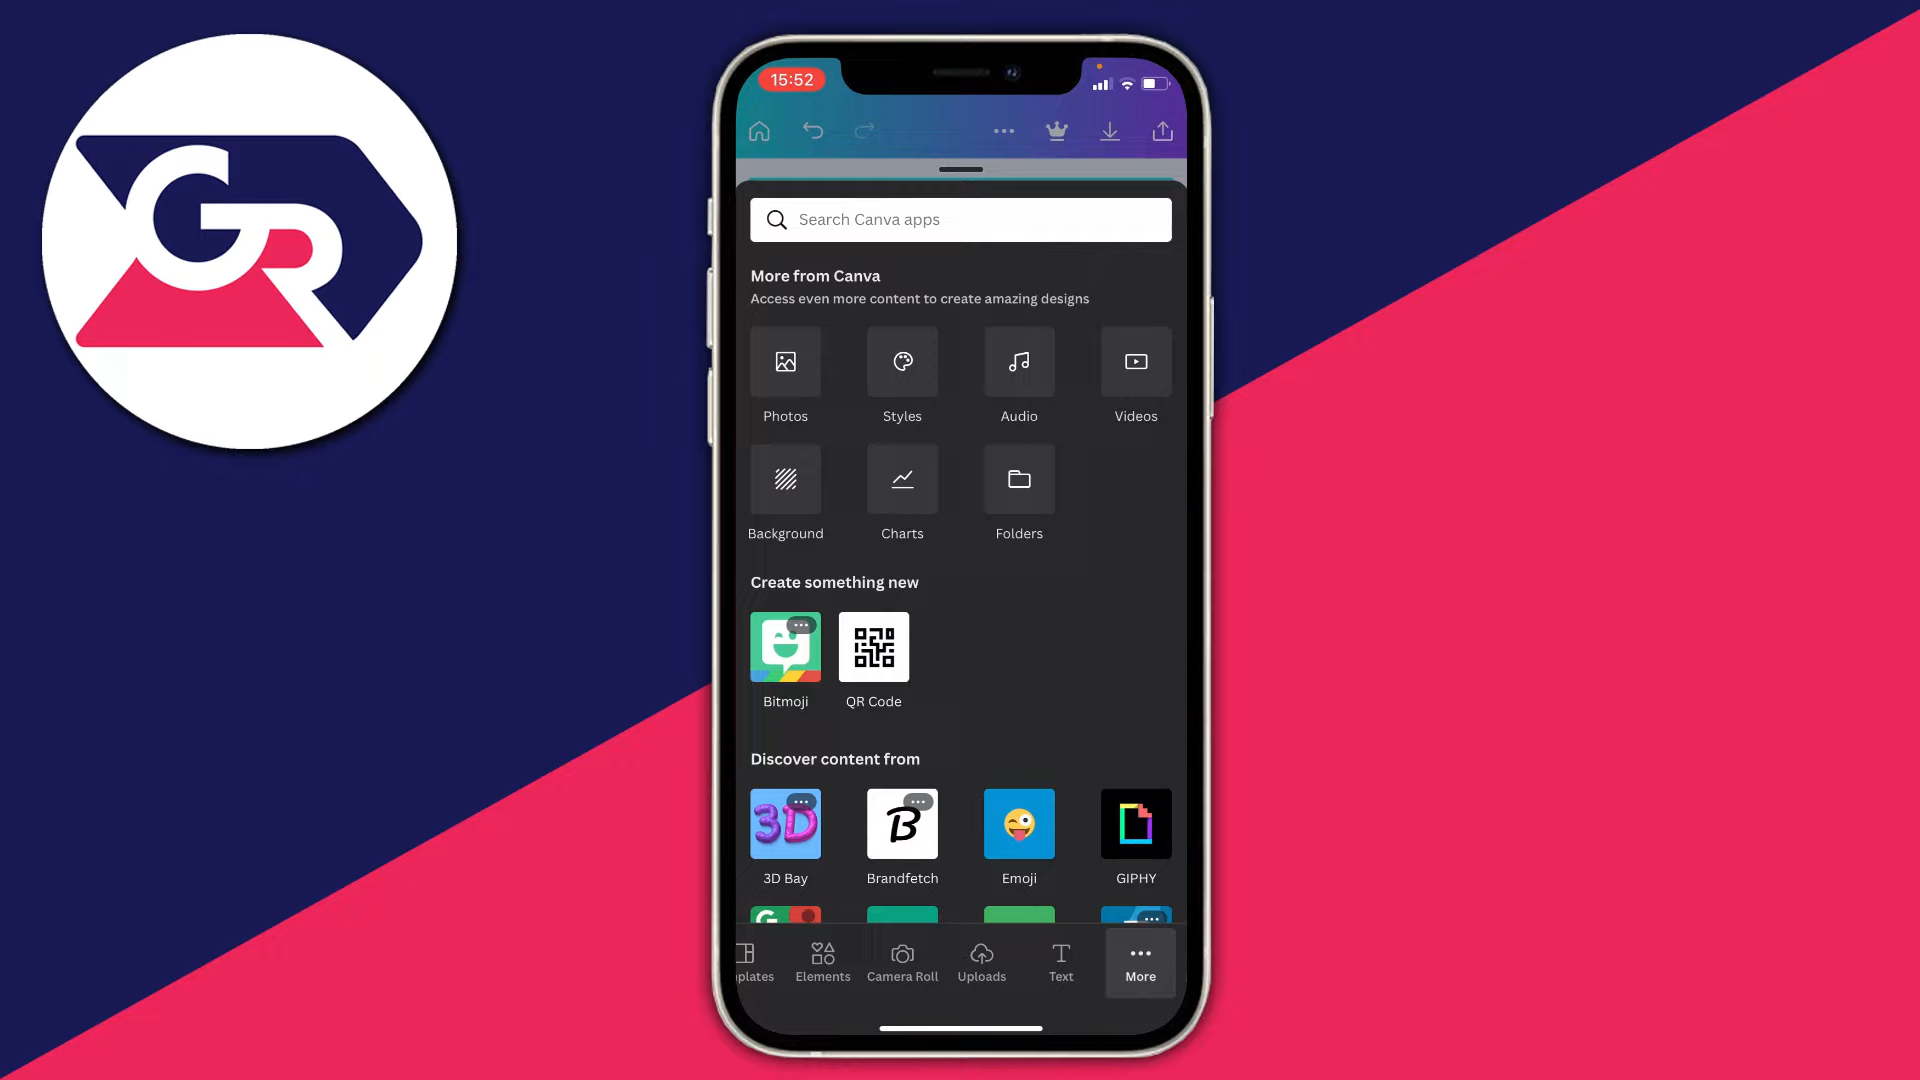 GR
15:52
Search Canva apps
More from Canva
Access even more content to create amazing designs
Photos Styles Audio Videos
Background Charts Folders
Create something new
Bitmoji QR Code
Discover content from
3D B
3D Bay Brandfetch Emoji GIPHY
G
plates Elements Camera Roll Uploads Text More